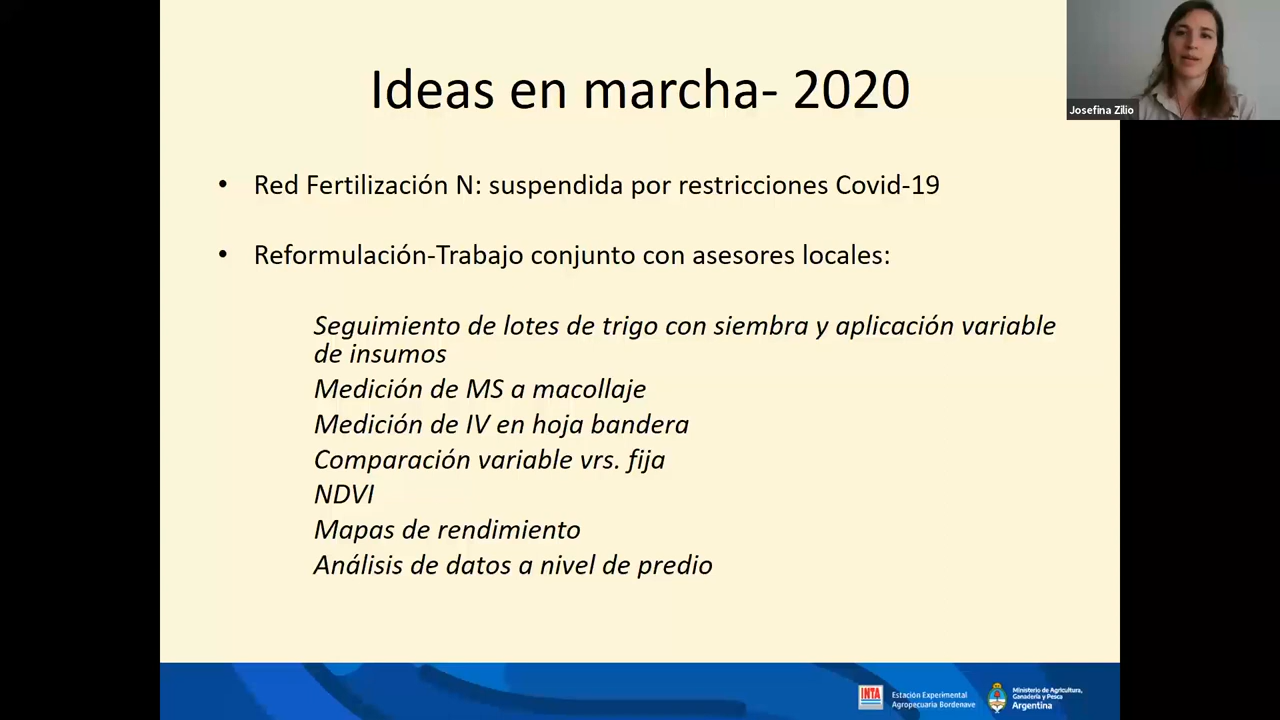 Ideas en marcha- 2020
Josefina Zilio
• Red Fertilización N: suspendida por restricciones Covid-19
• Reformulación-Trabajo conjunto con asesores locales:
Seguimiento de lotes de trigo con siembra y aplicación variable
de insumos
Medición de MS a macollaje
Medición de IV en hoja bandera
Comparación variable vrs. fija
NDVI
Mapas de rendimiento
Análisis de datos a nivel de predio
INTA
Estación Experimental
Agropecuaria Bordenave
Ministerio de Agricultura,
Ganadería y Pesca
Argentina